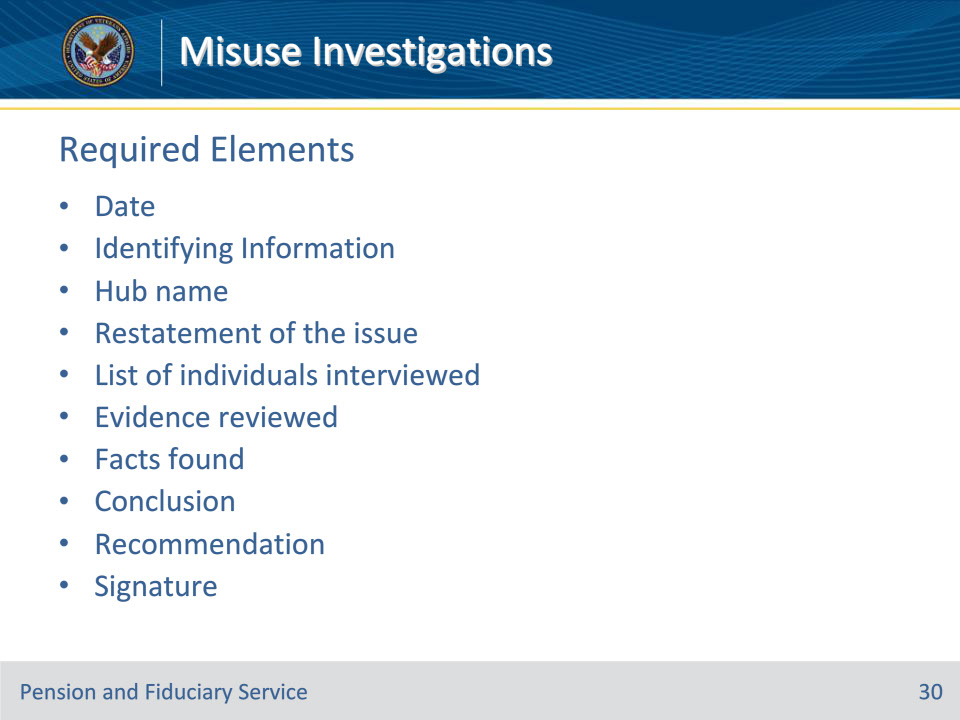 Misuse Investigations
Required Elements
• Date
• Identifying Information
• Hub name
• Restatement of the issue
• List of individuals interviewed
• Evidence reviewed
• Facts found
• Conclusion
• Recommendation
• Signature
Pension and Fiduciary Service
30